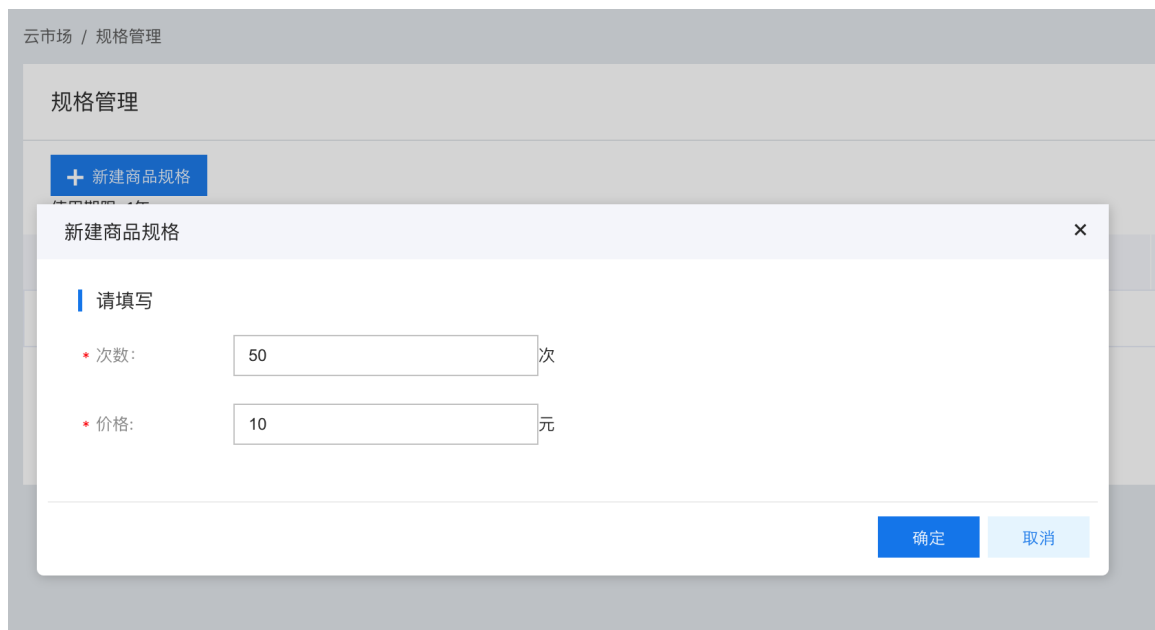 云市场 / 规格管理
规格管理
新建商品规格
新建商品规格
请填写
* 次数: 50 次
* 价格: 10 元
确定 取消